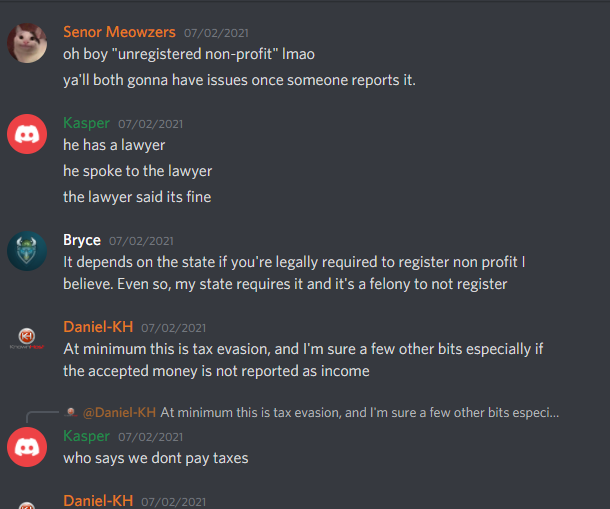 Senor Meowzers 07/02/2021
oh boy "unregistered non-profit" lmao
ya'll both gonna have issues once someone reports it.
Kasper 07/02/2021
he has a lawyer
he spoke to the lawyer
the lawyer said its fine
Bryce 07/02/2021
It depends on the state if you're legally required to register non profit I
believe. Even so, my state requires it and it's a felony to not register
Daniel-KH 07/02/2021
At minimum this is tax evasion, and I'm sure a few other bits especially if
the accepted money is not reported as income
@Daniel-KH At minimum this is tax evasion, and I'm sure a few other bits especi...
Kasper 07/02/2021
who says we dont pay taxes
Daniel-KH 07/02/2021